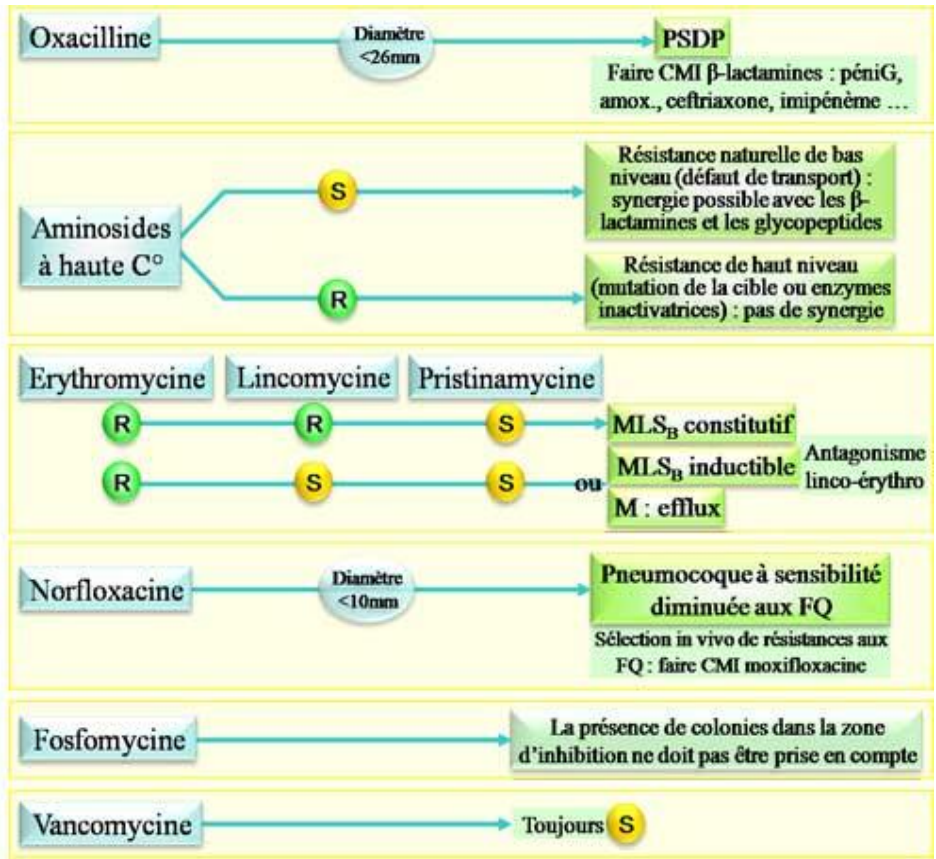 Oxacilline
Diamètre
<26mm
PSDP
Faire CMI β-lactamines : péniG,
amox., ceftriaxone, imipénème ...
Aminosides
à haute C°
S
Résistance naturelle de bas
niveau (défaut de transport) :
synergie possible avec les β-
lactamines et les glycopeptides
R
Résistance de haut niveau
(mutation de la cible ou enzymes
inactivatrices) : pas de synergie
Erythromycine Lincomycine Pristinamycine
R R S MLSB constitutif
R S S ou MLSB inductible
M : efflux
Antagonisme
linco-érythro
Norfloxacine
Diamètre
<10mm
Pneumocoque à sensibilité
diminuée aux FQ
Sélection in vivo de résistances aux
FQ : faire CMI moxifloxacine
Fosfomycine
La présence de colonies dans la zone
d'inhibition ne doit pas être prise en compte
Vancomycine
Toujours S